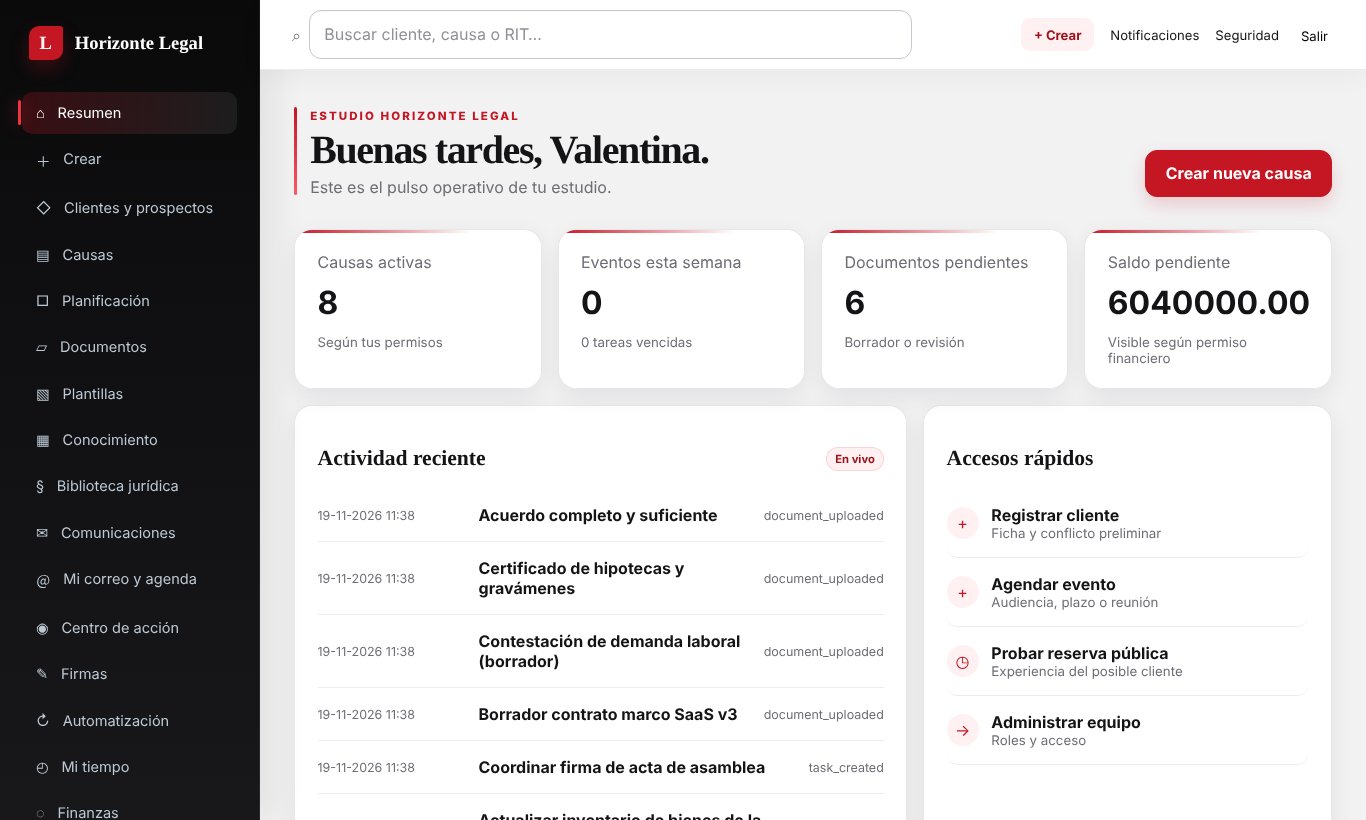 L Horizonte Legal
Resumen
Crear
Clientes y prospectos
Causas
Planificación
Documentos
Plantillas
Conocimiento
§ Biblioteca jurídica
Comunicaciones
@ Mi correo y agenda
Centro de acción
Firmas
Automatización
Mi tiempo
Finanzas
Buscar cliente, causa o RIT...
+ Crear
Notificaciones
Seguridad
Salir
ESTUDIO HORIZONTE LEGAL
Buenas tardes, Valentina.
Este es el pulso operativo de tu estudio.
Crear nueva causa
Causas activas
8
Según tus permisos
Eventos esta semana
0
0 tareas vencidas
Documentos pendientes
6
Borrador o revisión
Saldo pendiente
6040000.00
Visible según permiso
financiero
Actividad reciente
En vivo
19-11-2026 11:38 Acuerdo completo y suficiente document_uploaded
19-11-2026 11:38 Certificado de hipotecas y
gravámenes document_uploaded
19-11-2026 11:38 Contestación de demanda laboral
(borrador) document_uploaded
19-11-2026 11:38 Borrador contrato marco SaaS v3 document_uploaded
19-11-2026 11:38 Coordinar firma de acta de asamblea task_created
Actualizar inventario de bienes de la
Accesos rápidos
+ Registrar cliente
Ficha y conflicto preliminar
+ Agendar evento
Audiencia, plazo o reunión
Probar reserva pública
Experiencia del posible cliente
→ Administrar equipo
Roles y acceso